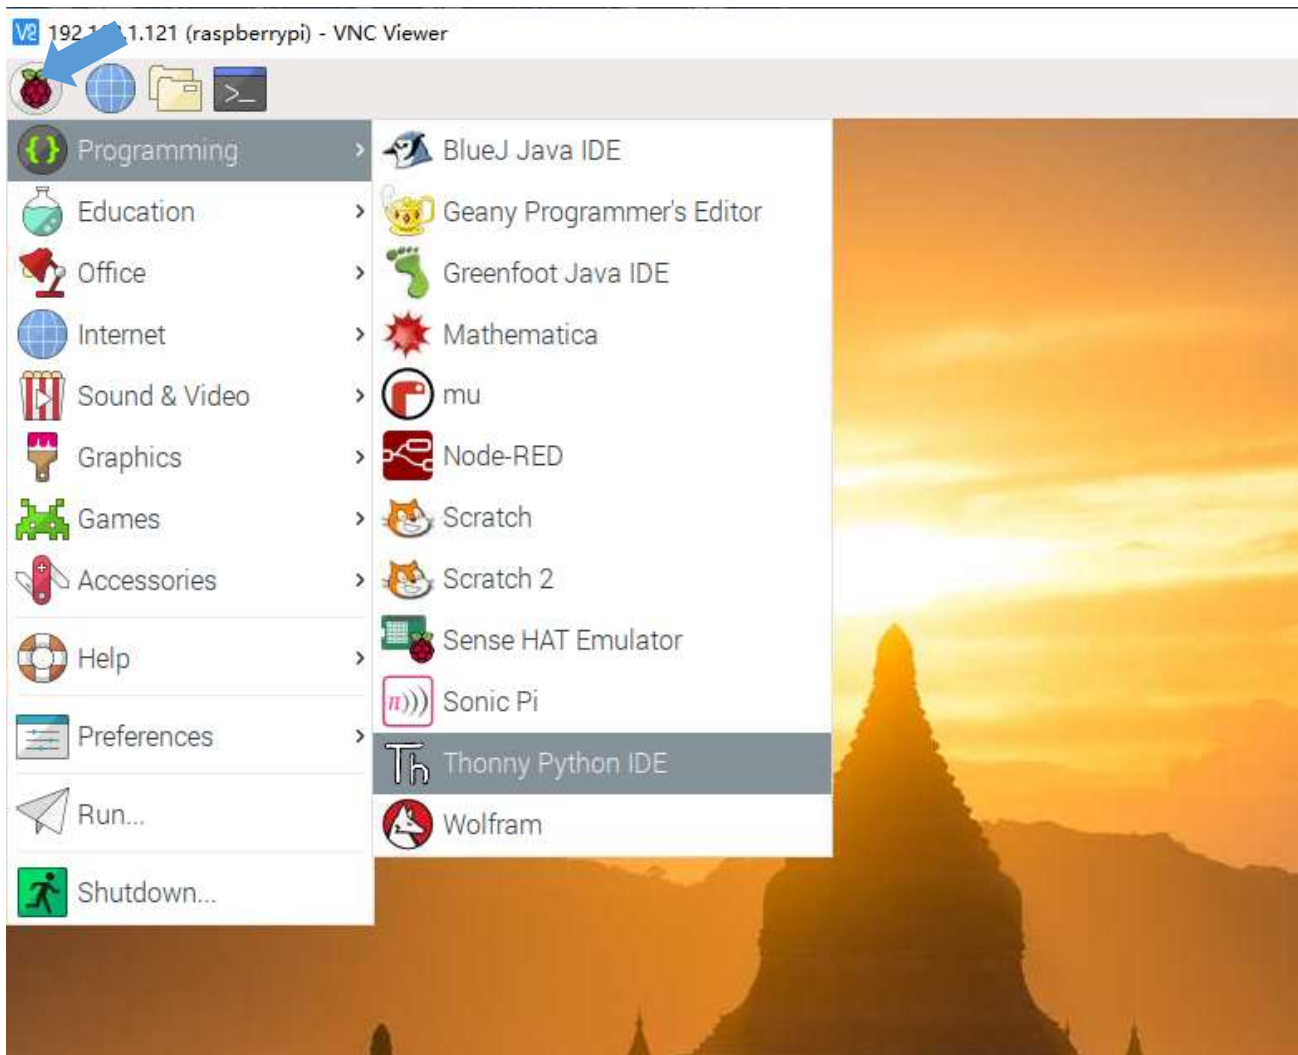 192.1 .1.121 (raspberrypi) - VNC Viewer
Programming
Education
Office
Internet
Sound & Video
Graphics
Games
Accessories
Help
Preferences
Run...
Shutdown...
BlueJ Java IDE
Geany Programmer's Editor
Greenfoot Java IDE
Mathematica
mu
Node-RED
Scratch
Scratch 2
Sense HAT Emulator
Sonic Pi
Thonny Python IDE
Wolfram